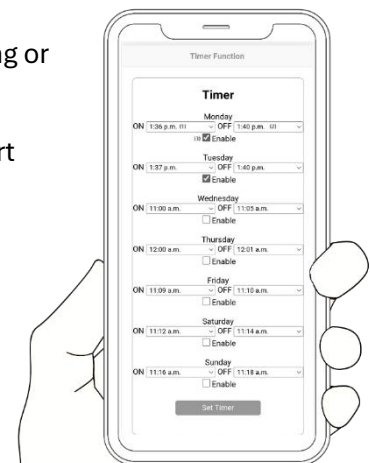 ng or
rt
Timer Function
Timer
Monday
ON 1:36 p.m. (1) OFF 1:40 p.m. (2)
(3) Enable
Tuesday
ON 1:37 p.m. OFF 1:40 p.m.
Enable
Wednesday
ON 11:00 a.m. OFF 11:05 a.m.
Enable
Thursday
ON 12:00 a.m. OFF 12:01 a.m.
Enable
Friday
ON 11:09 a.m. OFF 11:10 a.m.
Enable
Saturday
ON 11:12 a.m. OFF 11:14 a.m.
Enable
Sunday
ON 11:16 a.m. OFF 11:18 a.m.
Enable
Set Timer